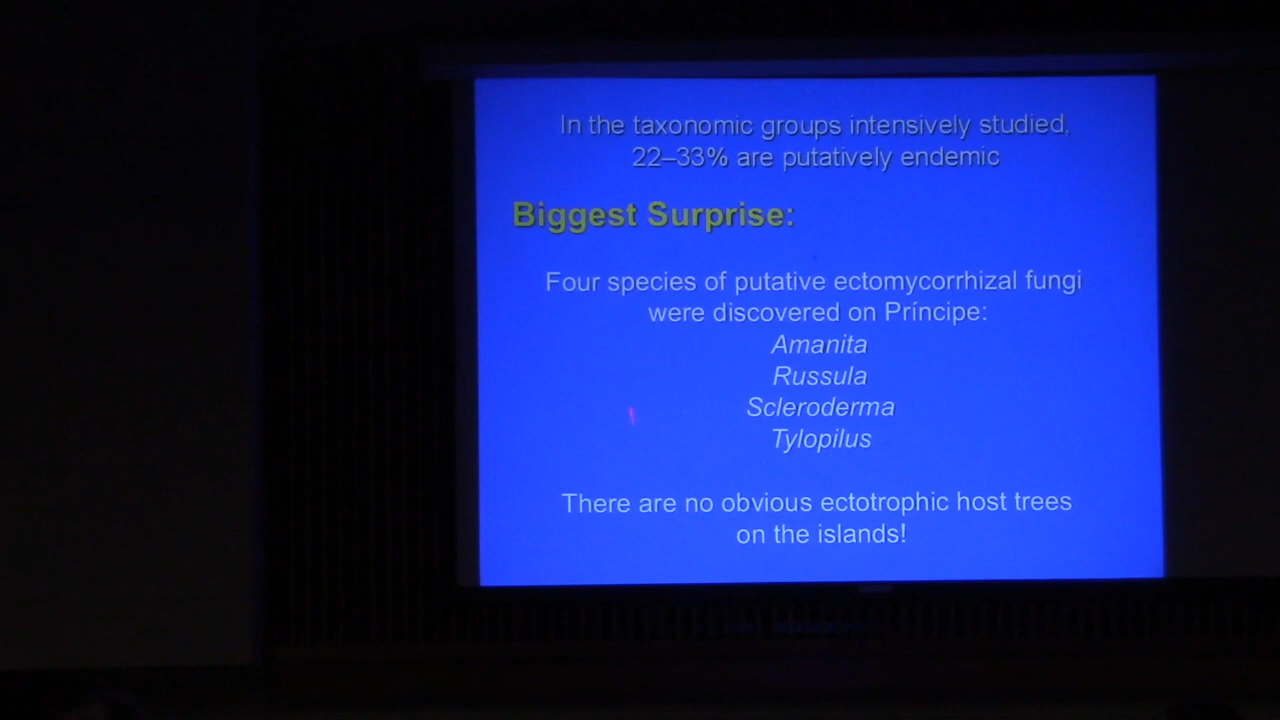 In the taxonomic groups intensively studied,
22–33% are putatively endemic
Biggest Surprise:
Four species of putative ectomycorrhizal fungi
were discovered on Príncipe:
Amanita
Russula
Scleroderma
Tylopilus
There are no obvious ectotrophic host trees
on the islands!